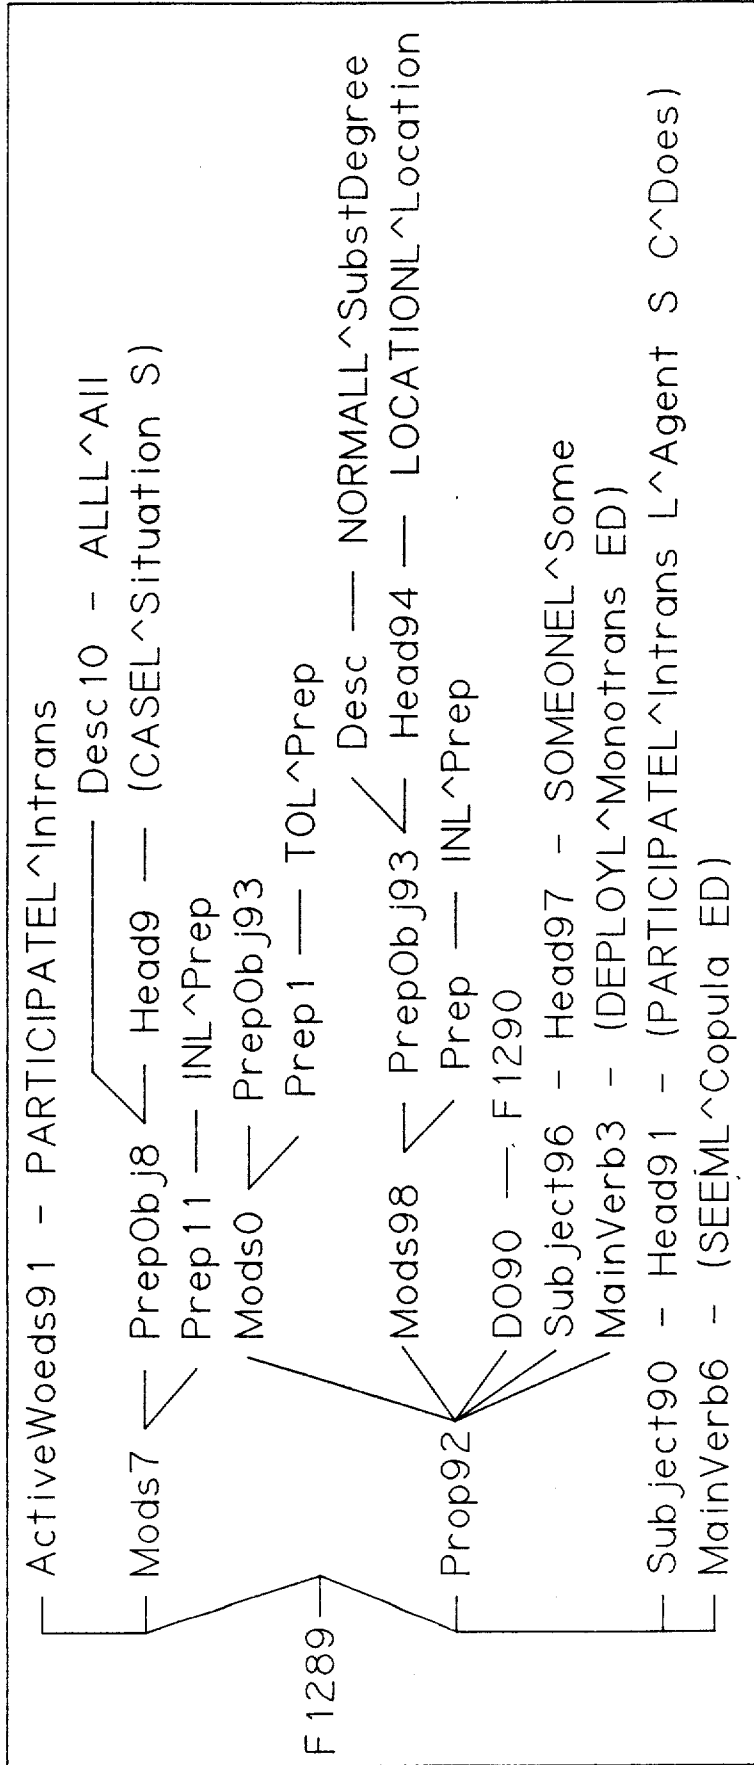 ActiveWoeds91 - PARTICIPATEL^Intrans
Desc10 - ALLL^All
Mods7 PrepObj8 Head9 (CASEL^Situation S)
Prep11 INL^Prep
Mods0 PrepObj93
Prep1 TOL^Prep
F1289
Desc NORMALL^SubstDegree
Mods98 PrepObj93 Head94 LOCATIONL^Location
Prep INL^Prep
Prop92 DO90 F1290
Subject96 - Head97 - SOMEONEL^Some
MainVerb3 - (DEPLOYL^Monotrans ED)
Subject90 - Head91 - (PARTICIPATEL^Intrans L^Agent S C^Does)
MainVerb6 - (SEEML^Copula ED)